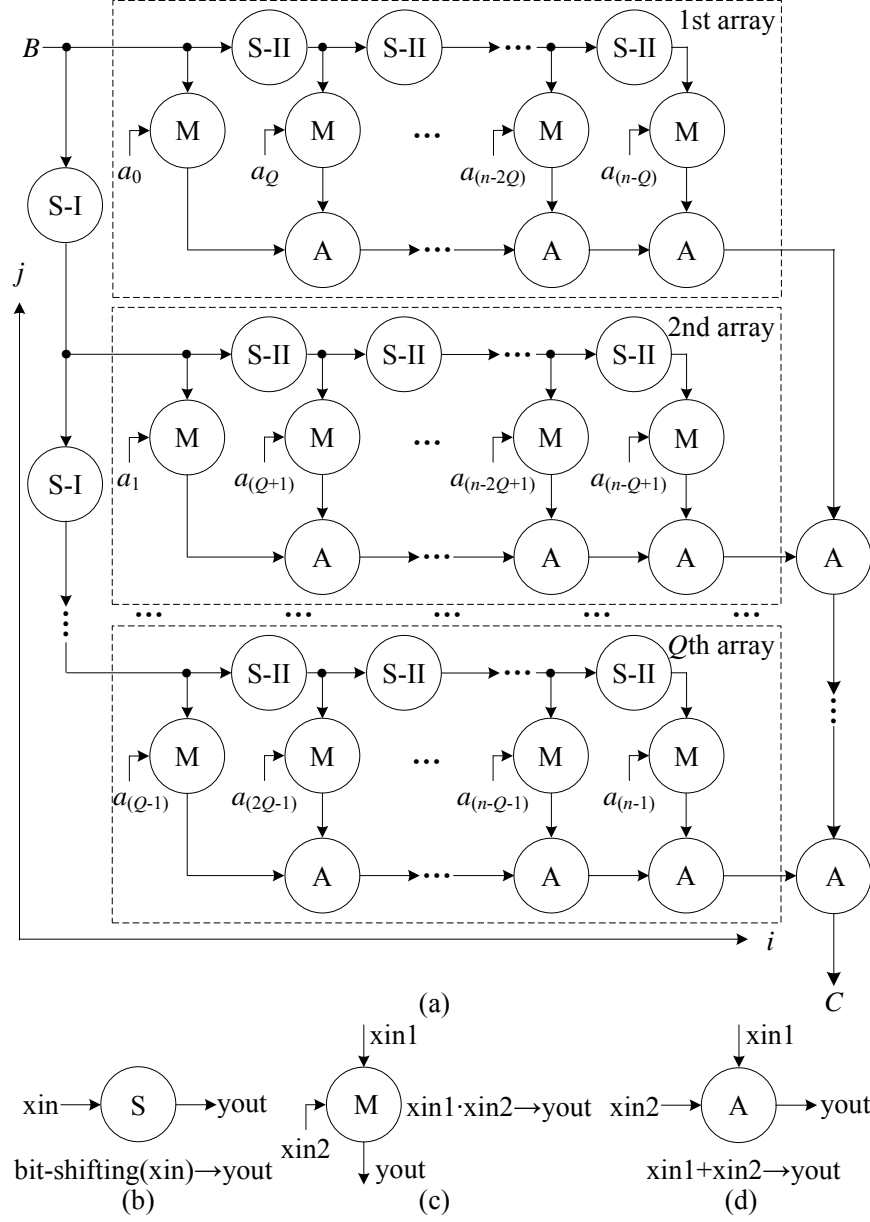 1st array
B S-II S-II ... S-II
M M ... M M
a0 aQ a(n-2Q) a(n-Q)
S-I
A ... A A
j
2nd array
S-II S-II ... S-II
M M ... M M
a1 a(Q+1) a(n-2Q+1) a(n-Q+1)
S-I
A ... A A A
... ... ... ... ... ...
Qth array
S-II S-II ... S-II
M M ... M M
a(Q-1) a(2Q-1) a(n-Q-1) a(n-1)
A ... A A A
i
(a) C
xin S yout
bit-shifting(xin)→yout
(b)
xin1
M xin1·xin2→yout
xin2
yout
(c)
xin1
xin2 A yout
xin1+xin2→yout
(d)